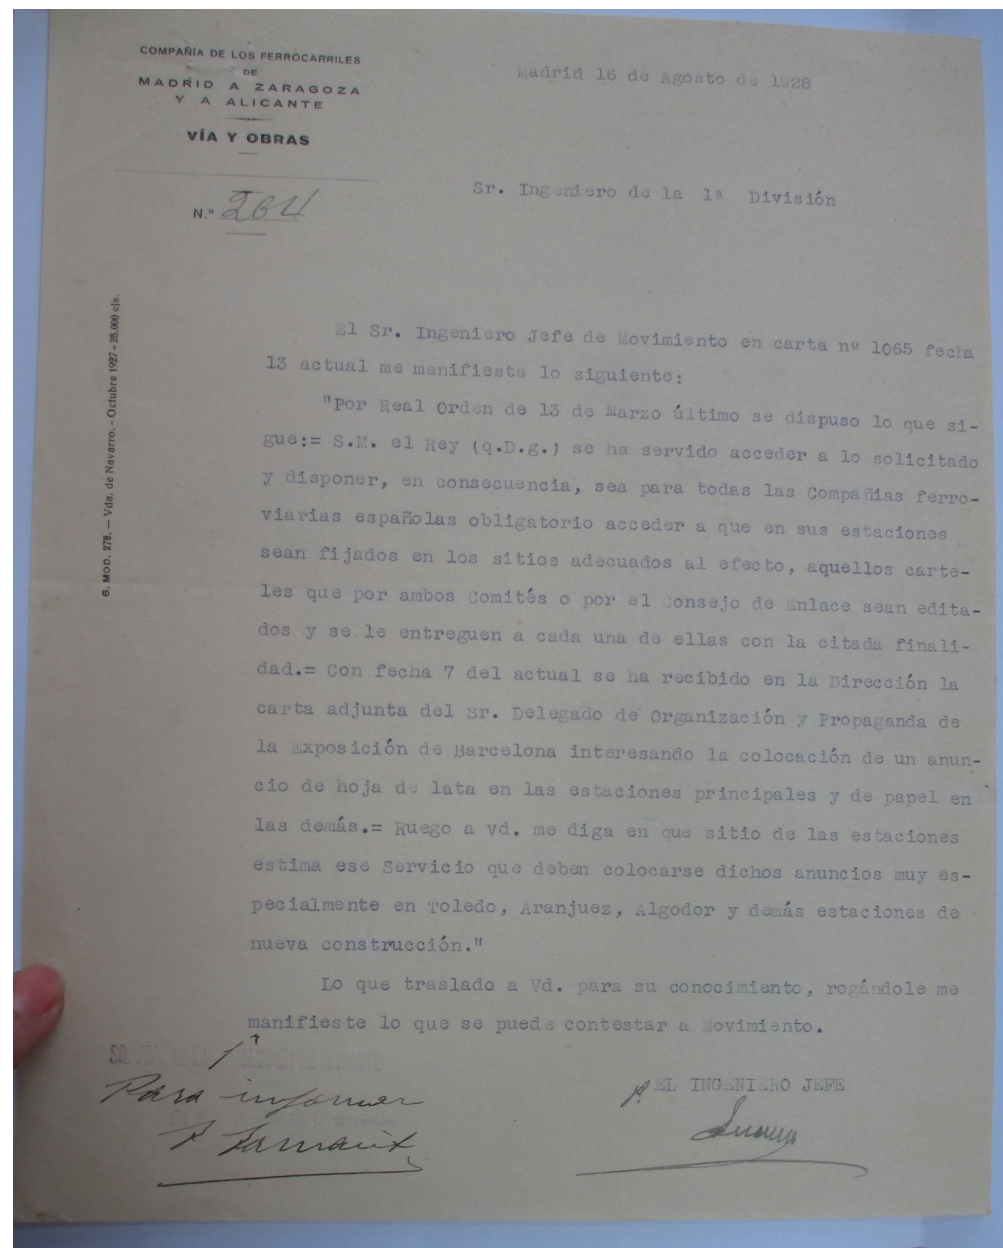 COMPAÑÍA DE LOS FERROCARRILES
DE
MADRID A ZARAGOZA
Y A ALICANTE
VÍA Y OBRAS
N.º 264
Madrid 16 de Agosto de 1928
Sr. Ingeniero de la 1ª División
6. MOD. 278. — Vda. de Navarro. - Octubre 1927 - 25.000 ejs.
El Sr. Ingeniero Jefe de Movimiento en carta nº 1065 fecha
13 actual me manifiesta lo siguiente:
"Por Real Orden de 13 de Marzo último se dispuso lo que si-
gue:= S.M. el Rey (q.D.g.) se ha servido acceder a lo solicitado
y disponer, en consecuencia, sea para todas las Compañias ferro-
viarias españolas obligatorio acceder a que en sus estaciones
sean fijados en los sitios adecuados al efecto, aquellos carte-
les que por ambos Comités o por el Consejo de Enlace sean edita-
dos y se le entreguen a cada una de ellas con la citada finali-
dad.= Con fecha 7 del actual se ha recibido en la Dirección la
carta adjunta del Sr. Delegado de Organización y Propaganda de
la Exposición de Barcelona interesando la colocación de un anun-
cio de hoja de lata en las estaciones principales y de papel en
las demás.= Ruego a Vd. me diga en que sitio de las estaciones
estima ese Servicio que deben colocarse dichos anuncios muy es-
pecialmente en Toledo, Aranjuez, Algodor y demás estaciones de
nueva construcción."
Lo que traslado a Vd. para su conocimiento, rogándole me
manifieste lo que se puede contestar a Movimiento.
P. EL INGENIERO JEFE
Para informar